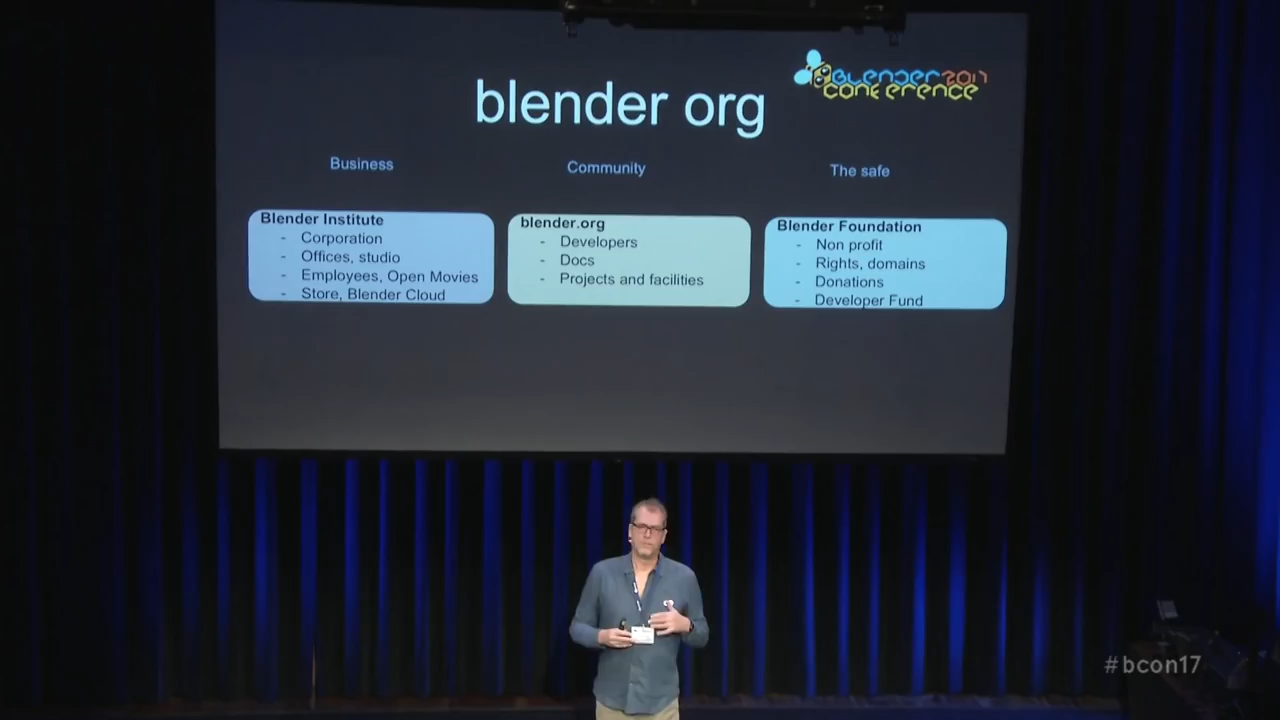 BLENDER 2017
CONFERENCE
blender org
Business
Community
The safe
Blender Institute
- Corporation
- Offices, studio
- Employees, Open Movies
- Store, Blender Cloud
blender.org
- Developers
- Docs
- Projects and facilities
Blender Foundation
- Non profit
- Rights, domains
- Donations
- Developer Fund
#bcon17